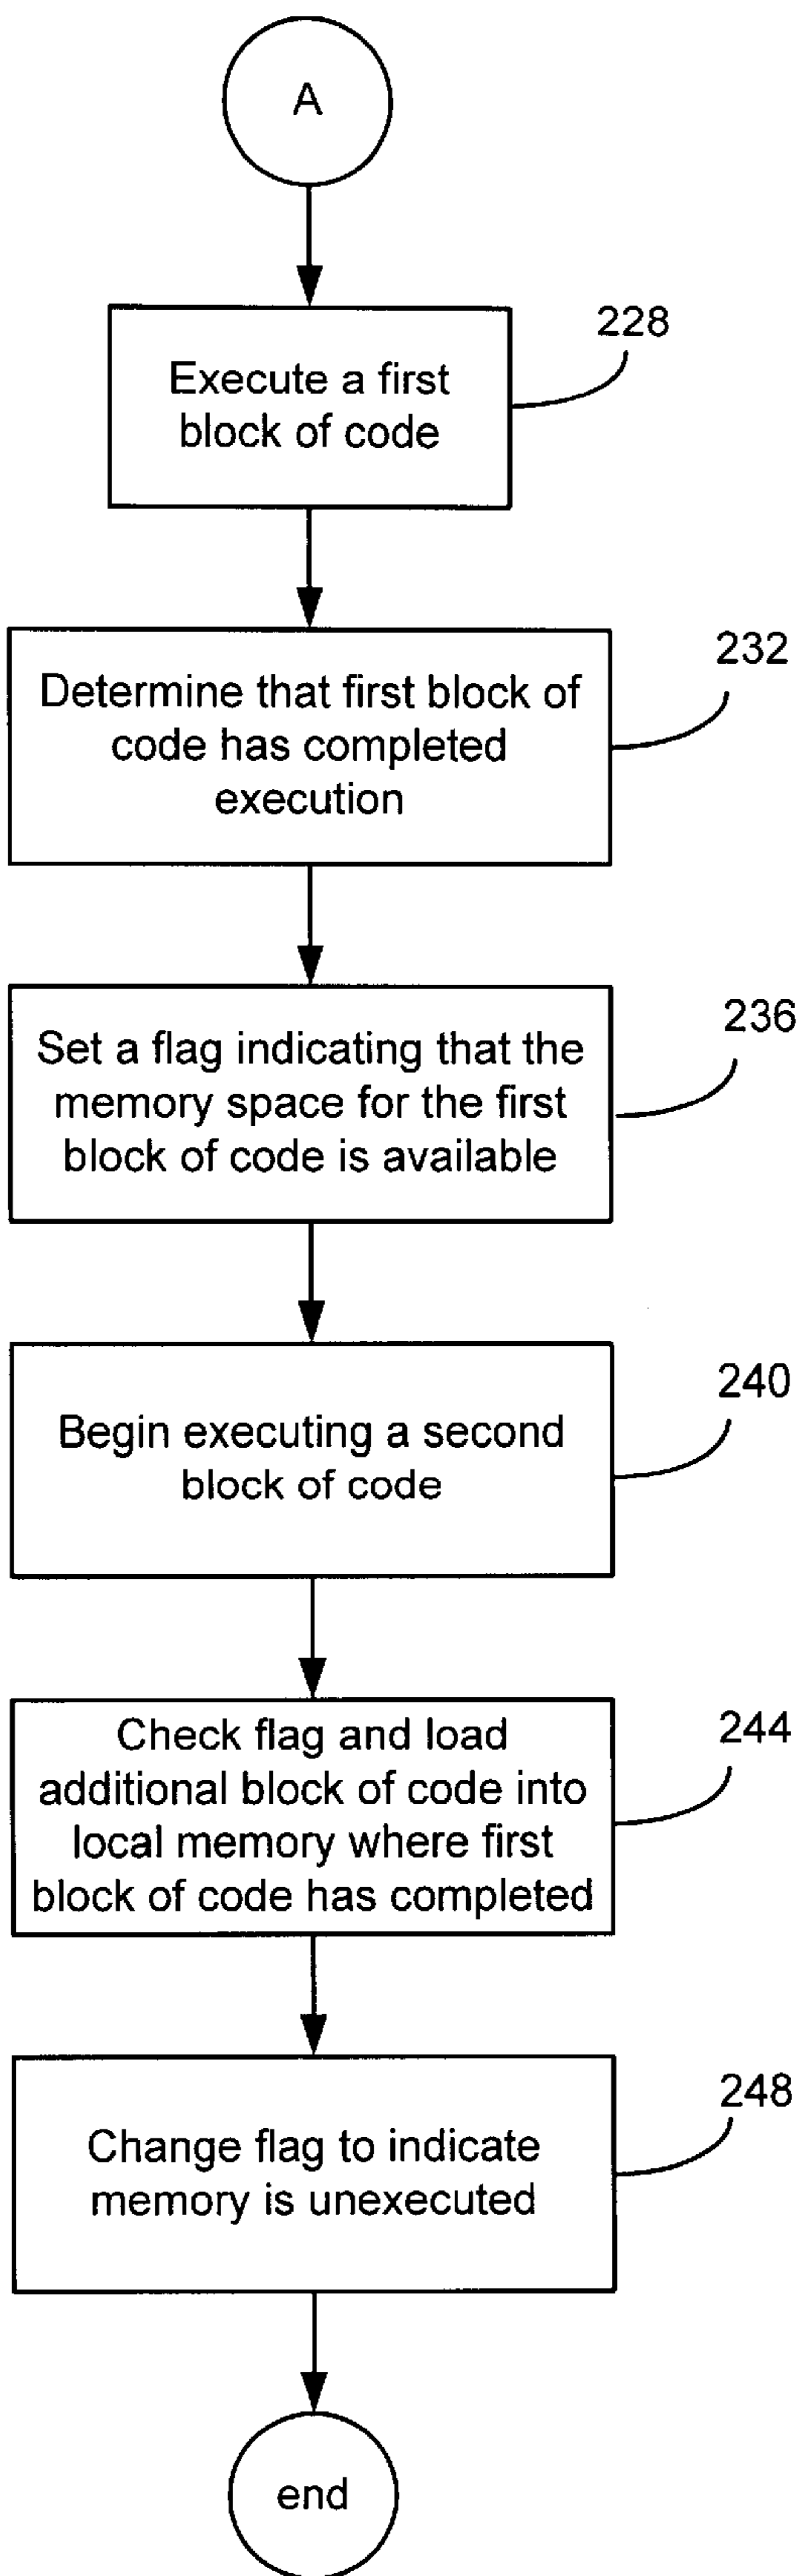 A
228
Execute a first
block of code
232
Determine that first block of
code has completed
execution
236
Set a flag indicating that the
memory space for the first
block of code is available
240
Begin executing a second
block of code
244
Check flag and load
additional block of code into
local memory where first
block of code has completed
248
Change flag to indicate
memory is unexecuted
end